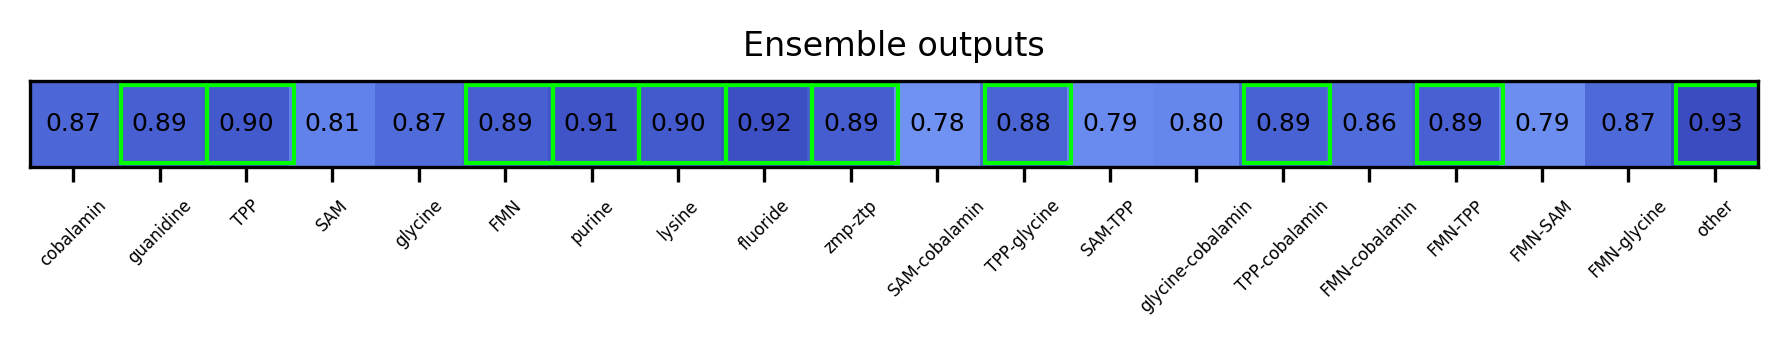 Ensemble outputs
0.87 0.89 0.90 0.81 0.87 0.89 0.91 0.90 0.92 0.89 0.78 0.88 0.79 0.80 0.89 0.86 0.89 0.79 0.87 0.93
cobalamin guanidine TPP SAM glycine FMN purine lysine fluoride zmp-ztp SAM-cobalamin TPP-glycine SAM-TPP glycine-cobalamin TPP-cobalamin FMN-cobalamin FMN-TPP FMN-SAM FMN-glycine other